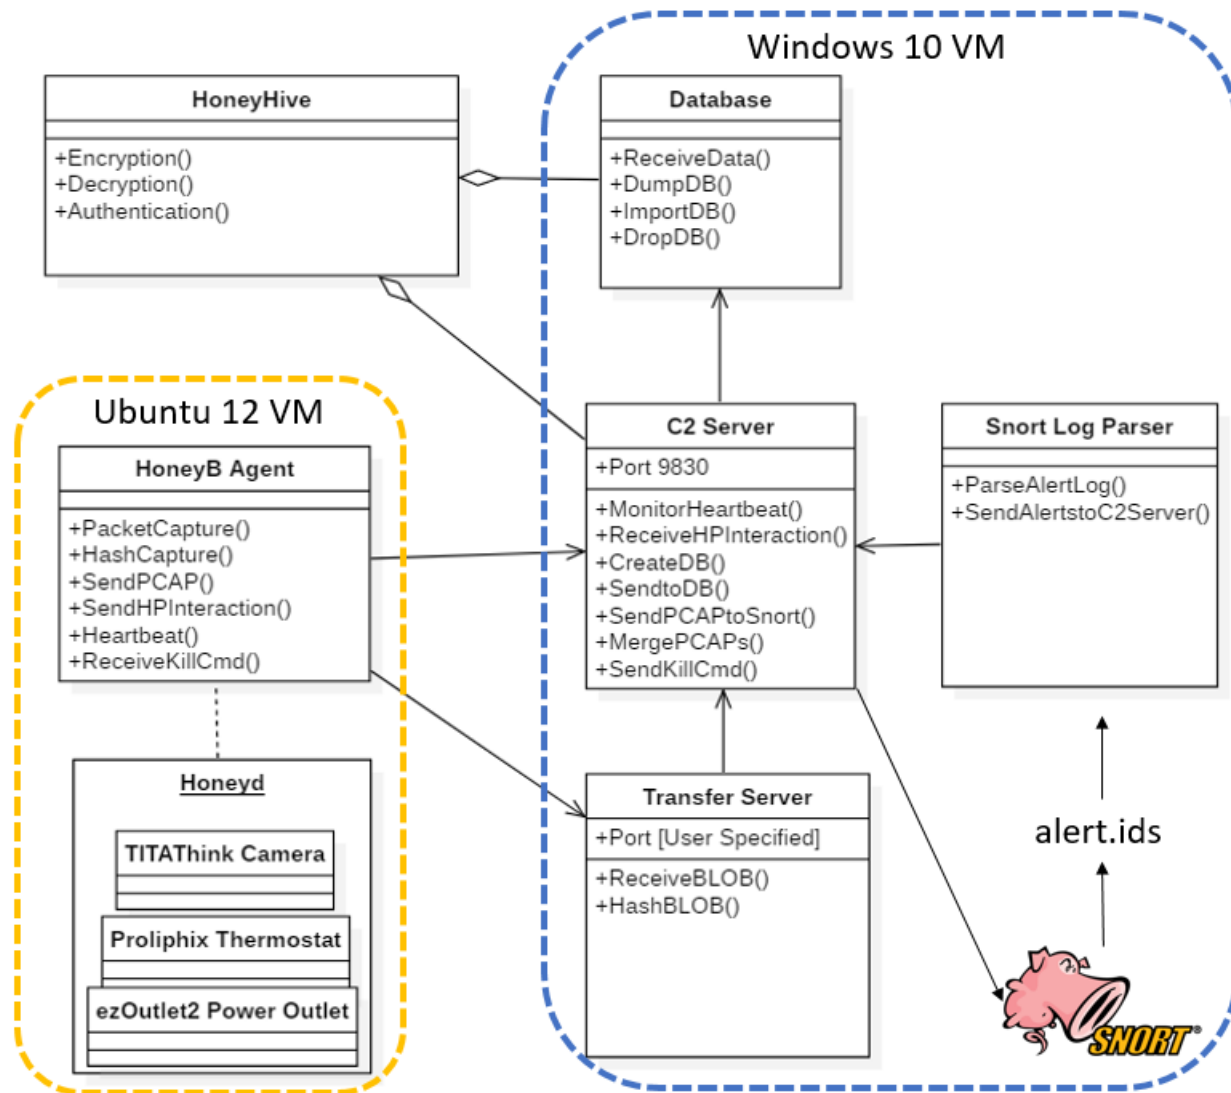 Windows 10 VM
HoneyHive
+Encryption()
+Decryption()
+Authentication()
Database
+ReceiveData()
+DumpDB()
+ImportDB()
+DropDB()
Ubuntu 12 VM
HoneyB Agent
+PacketCapture()
+HashCapture()
+SendPCAP()
+SendHPInteraction()
+Heartbeat()
+ReceiveKillCmd()
C2 Server
+Port 9830
+MonitorHeartbeat()
+ReceiveHPInteraction()
+CreateDB()
+SendtoDB()
+SendPCAPtoSnort()
+MergePCAPs()
+SendKillCmd()
Snort Log Parser
+ParseAlertLog()
+SendAlertstoC2Server()
Honeyd
TITAThink Camera
Proliphix Thermostat
ezOutlet2 Power Outlet
Transfer Server
+Port [User Specified]
+ReceiveBLOB()
+HashBLOB()
alert.ids
SNORT®